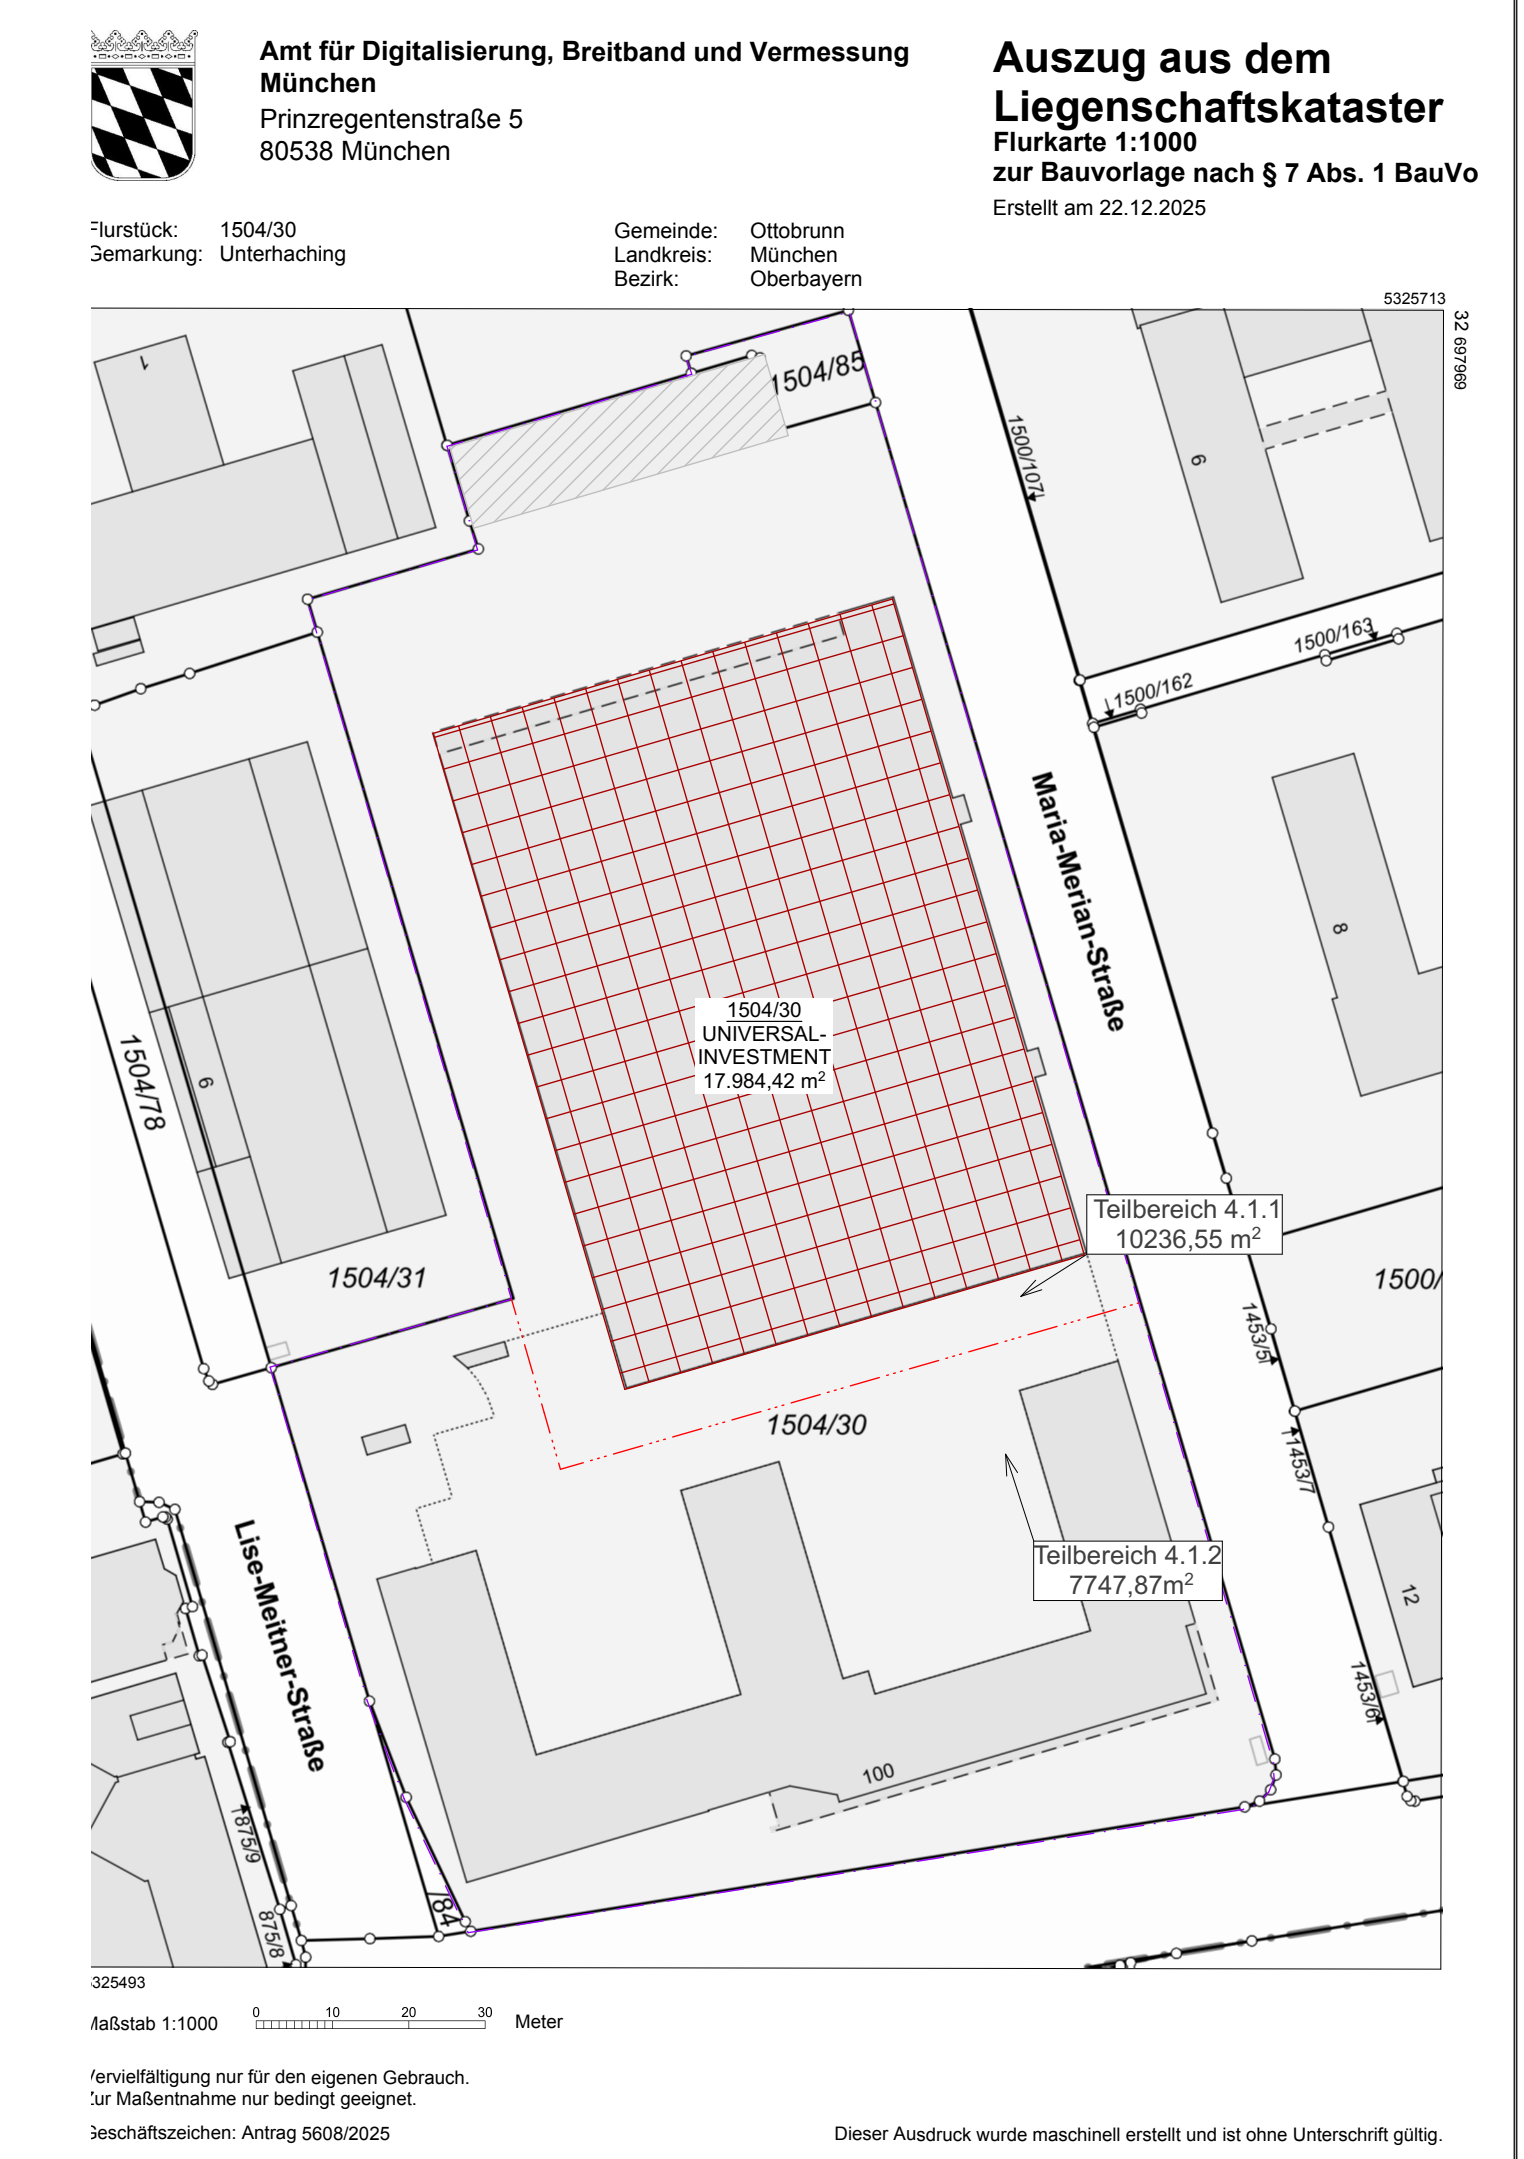 Amt für Digitalisierung, Breitband und Vermessung
München
Prinzregentenstraße 5
80538 München
Auszug aus dem
Liegenschaftskataster
Flurkarte 1:1000
zur Bauvorlage nach § 7 Abs. 1 BauVo
Erstellt am 22.12.2025
Flurstück: 1504/30
Gemarkung: Unterhaching
Gemeinde: Ottobrunn
Landkreis: München
Bezirk: Oberbayern
5325713
32 697969
1
1504/85
1500/107
6
1500/163
1500/162
Maria-Merian-Straße
8
1504/30
UNIVERSAL-
INVESTMENT
17.984,42 m²
1504/78
6
Teilbereich 4.1.1
10236,55 m²
1504/31
1500/
1453/5
1504/30
1453/7
Teilbereich 4.1.2
7747,87m²
12
Lise-Meitner-Straße
1453/6
100
875/9
/84
875/8
5325493
Maßstab 1:1000
0 10 20 30 Meter
Vervielfältigung nur für den eigenen Gebrauch.
Zur Maßentnahme nur bedingt geeignet.
Geschäftszeichen: Antrag 5608/2025
Dieser Ausdruck wurde maschinell erstellt und ist ohne Unterschrift gültig.